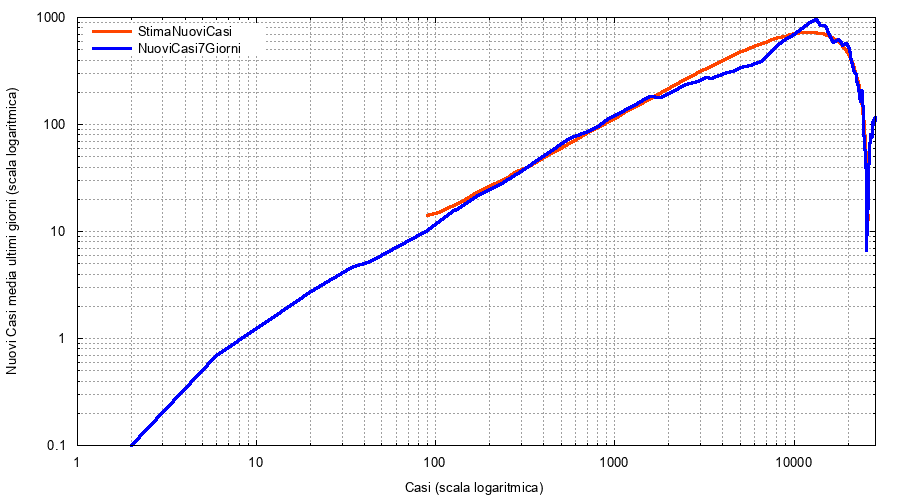 StimaNuoviCasi
NuoviCasi7Giorni
Nuovi Casi media ultimi giorni (scala logaritmica)
1000
100
10
1
0.1
1 10 100 1000 10000
Casi (scala logaritmica)